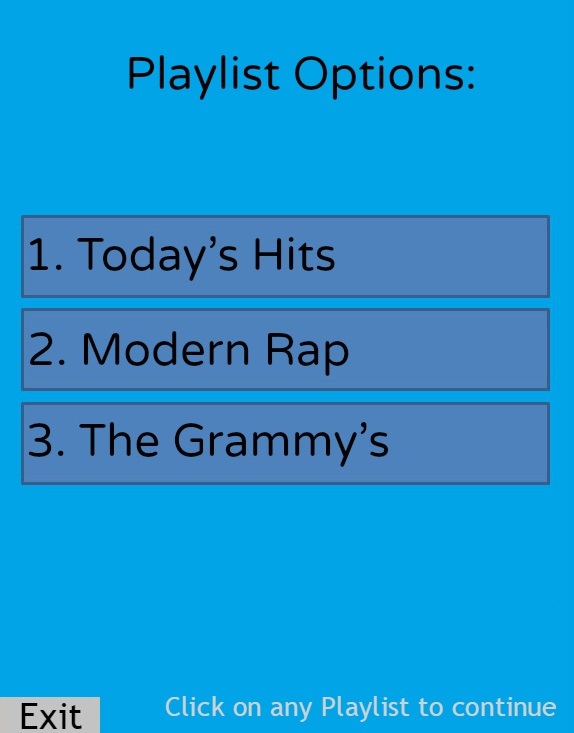 Playlist Options:
1. Today’s Hits
2. Modern Rap
3. The Grammy’s
Click on any Playlist to continue
Exit